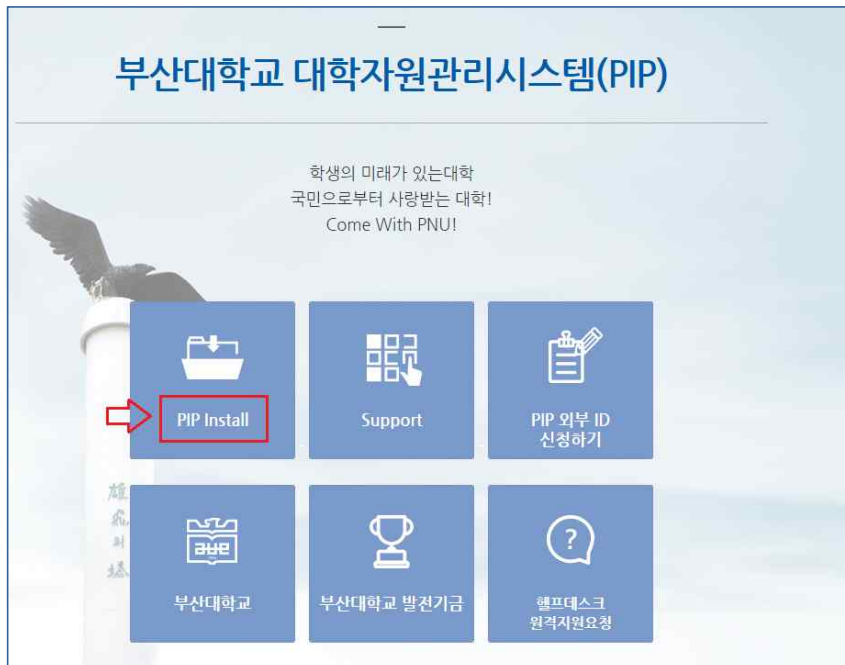 부산대학교 대학자원관리시스템(PIP)
학생의 미래가 있는대학
국민으로부터 사랑받는 대학!
Come With PNU!
PIP Install
Support
PIP 외부 ID
신청하기
부산대학교
부산대학교 발전기금
?
헬프데스크
원격지원요청
雄
飛
의
塔